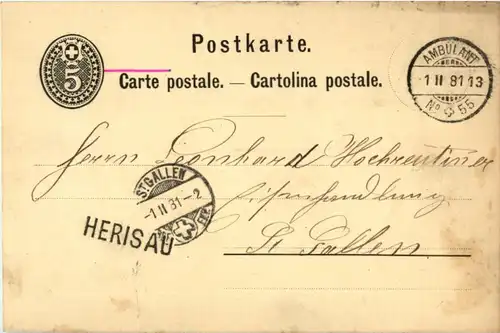 5
Postkarte.
Carte postale. — Cartolina postale.
AMBULANT
-1 II 81 13
No 55
Herrn Leonhard Hochreutiner
Eisenhandlung
St. Gallen
ST GALLEN
-1 II 81 -2
HERISAU